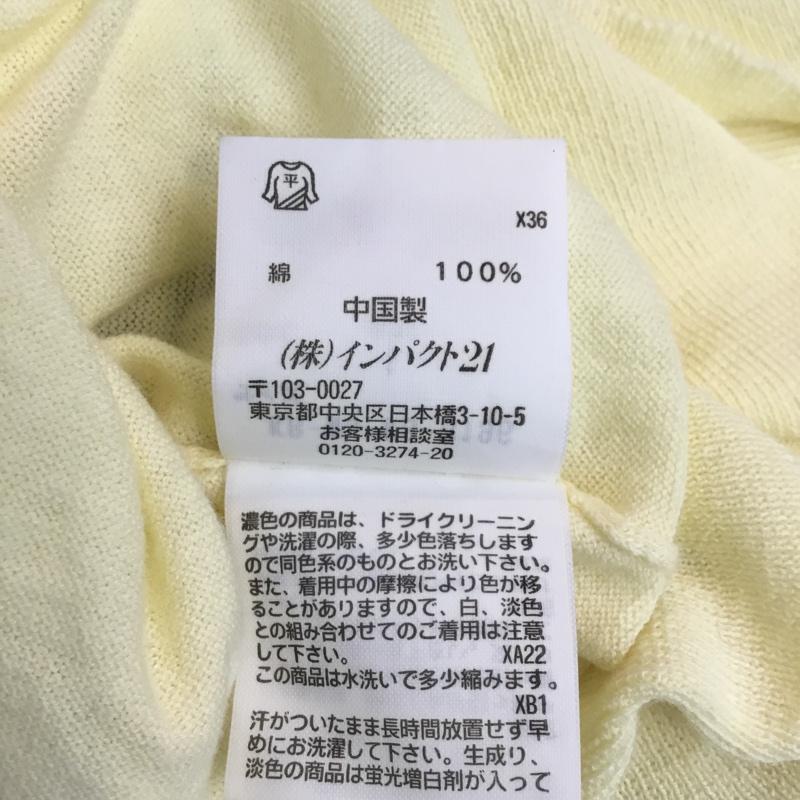 平
X36
綿 100%
中国製
(株)インパクト21
〒103-0027
東京都中央区日本橋3-10-5
お客様相談室
0120-3274-20
濃色の商品は、ドライクリーニン
グや洗濯の際、多少色落ちします
ので同色系のものとお洗い下さい。
また、着用中の摩擦により色が移
ることがありますので、白、淡色
との組み合わせてのご着用は注意
して下さい。 XA22
この商品は水洗いで多少縮みます。
XB1
汗がついたまま長時間放置せず早
めにお洗濯して下さい。生成り、
淡色の商品は蛍光増白剤が入って